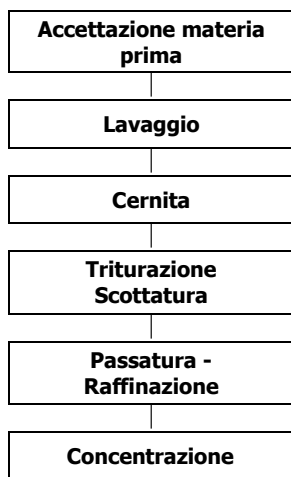 Accettazione materia
prima
Lavaggio
Cernita
Triturazione
Scottatura
Passatura -
Raffinazione
Concentrazione